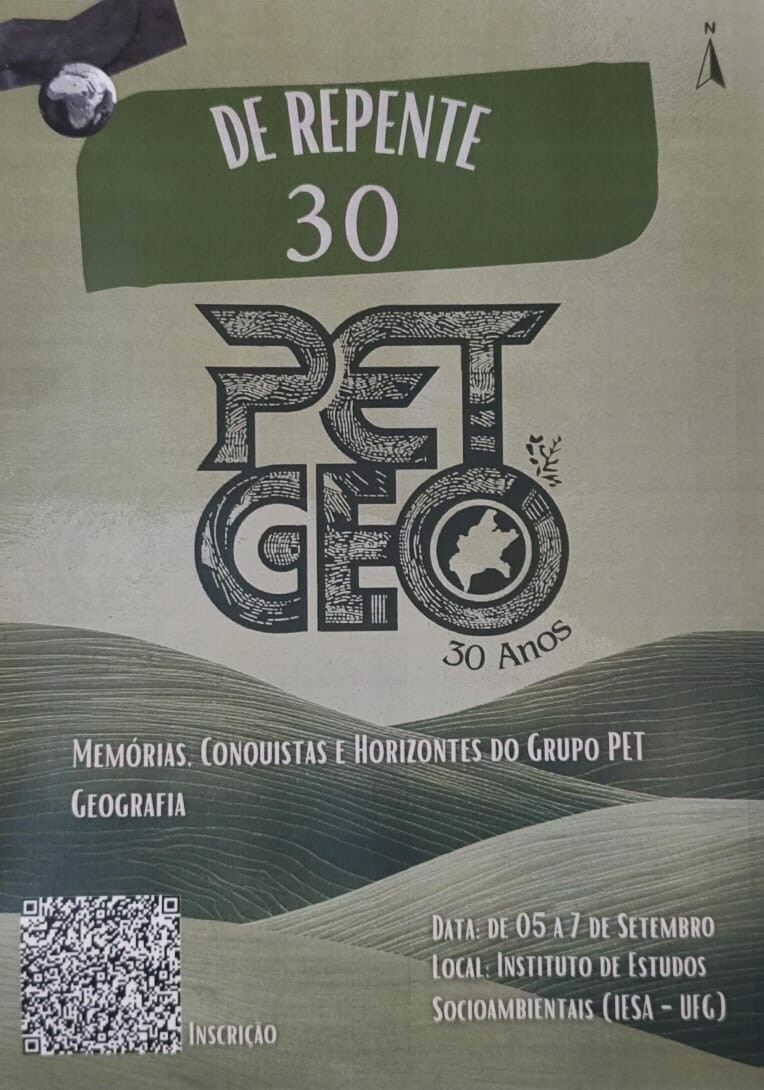 N
DE REPENTE
30
PET
GEO
30 Anos
MEMÓRIAS, CONQUISTAS E HORIZONTES DO GRUPO PET
GEOGRAFIA
DATA: DE 05 A 7 DE SETEMBRO
LOCAL: INSTITUTO DE ESTUDOS
SOCIOAMBIENTAIS (IESA - UFG)
INSCRIÇÃO